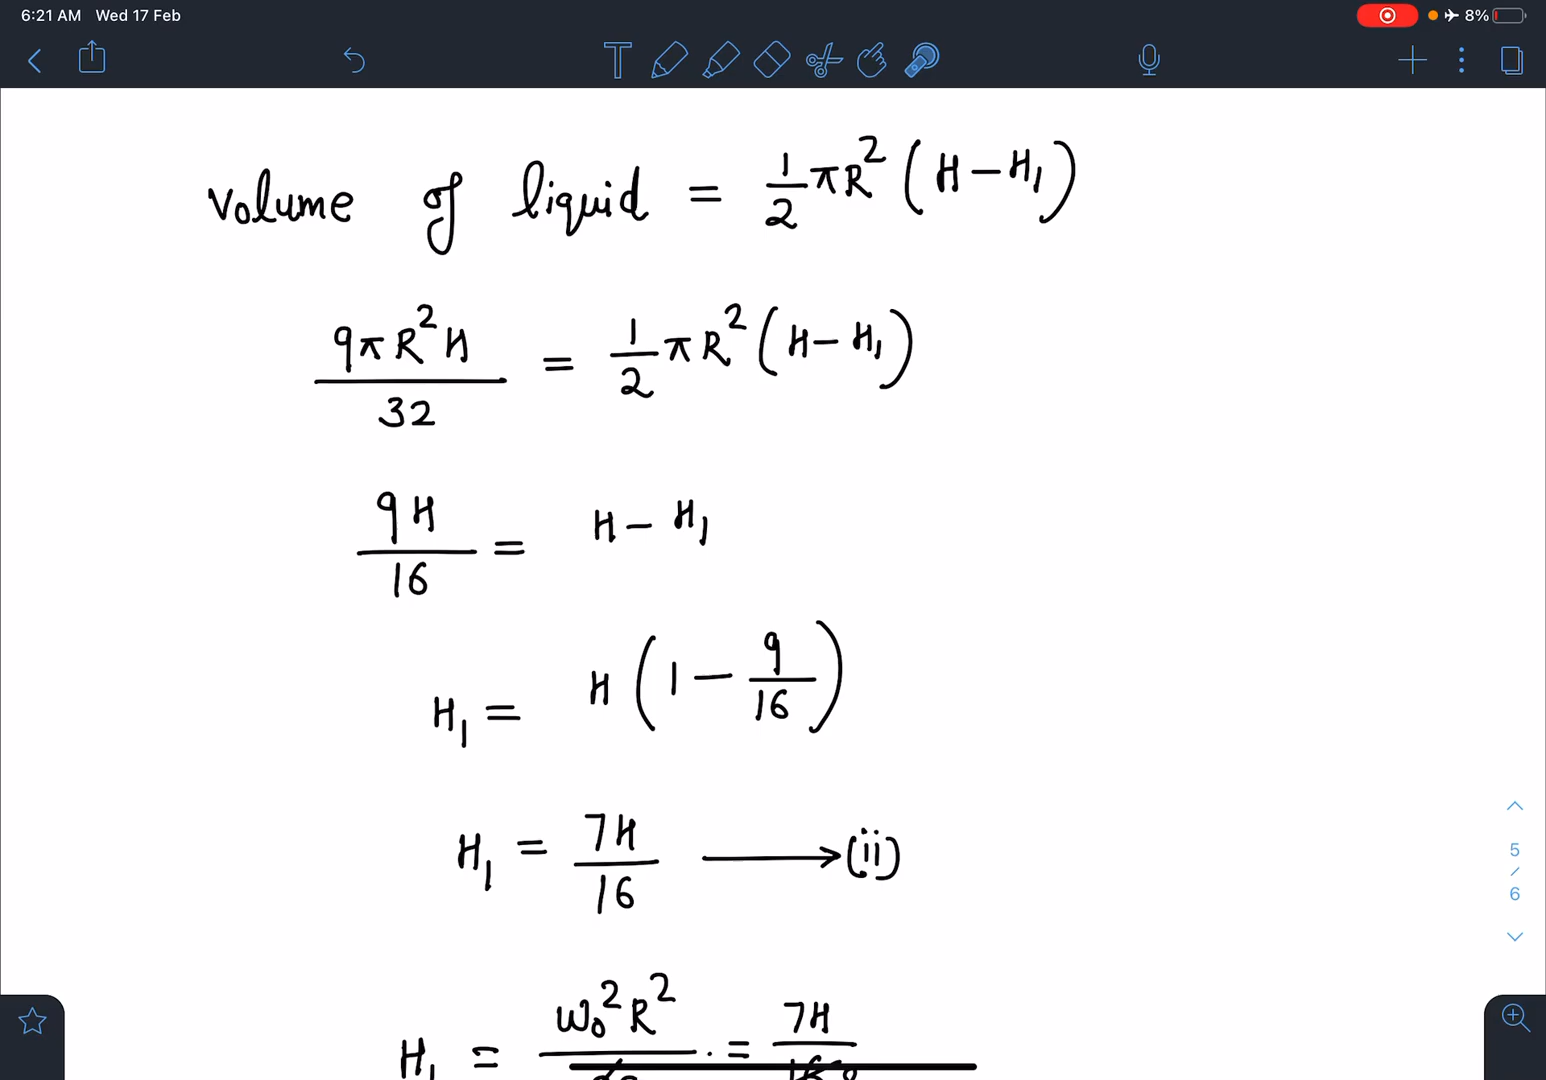 6:21 AM Wed 17 Feb
8%
T
volume of liquid = 1/2 πR² (H − H₁)
9πR²H/32 = 1/2 πR² (H − H₁)
9H/16 = H − H₁
H₁ = H (1 − 9/16)
H₁ = 7H/16 ⟶ (ii)
5
/
6
H₁ = ω₀²R²/ . = 7H/